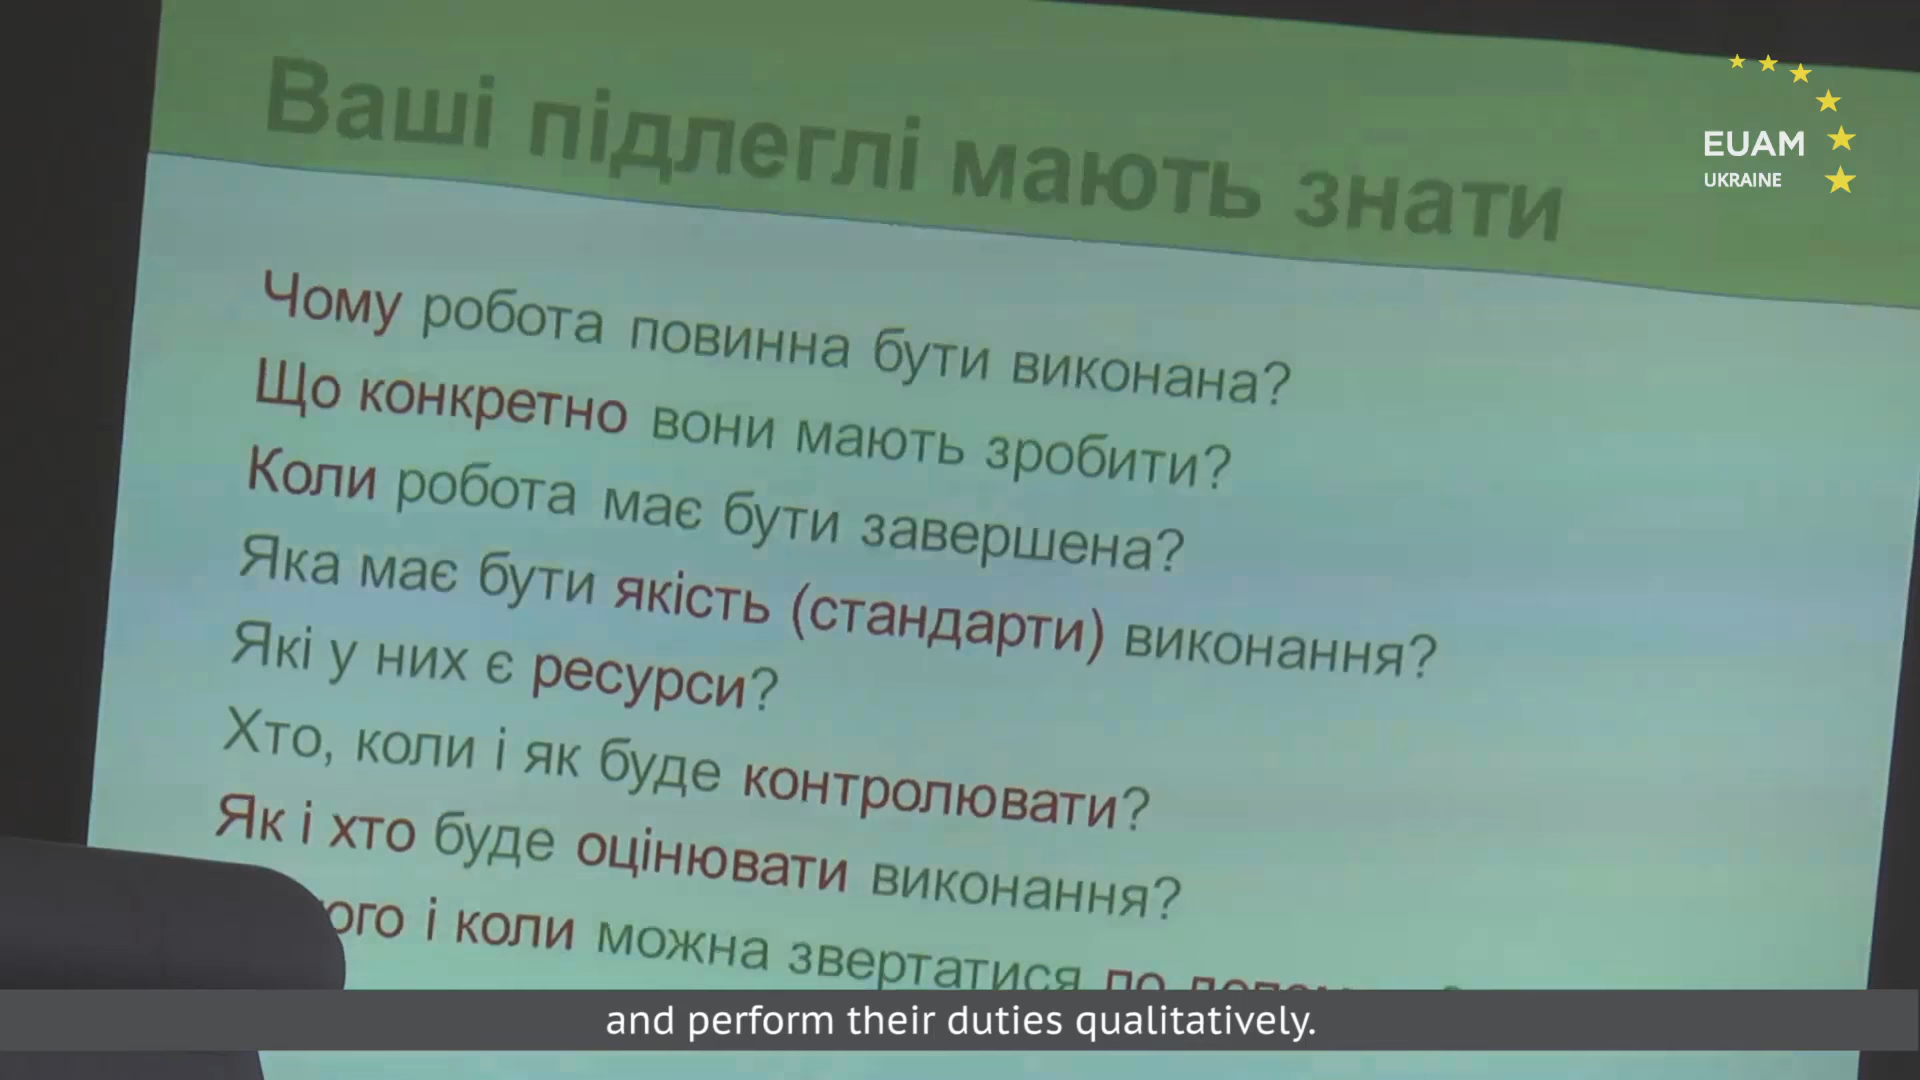 Ваші підлеглі мають знати
EUAM
UKRAINE
Чому робота повинна бути виконана?
Що конкретно вони мають зробити?
Коли робота має бути завершена?
Яка має бути якість (стандарти) виконання?
Які у них є ресурси?
Хто, коли і як буде контролювати?
Як і хто буде оцінювати виконання?
і коли можна звертатися по
and perform their duties qualitatively.